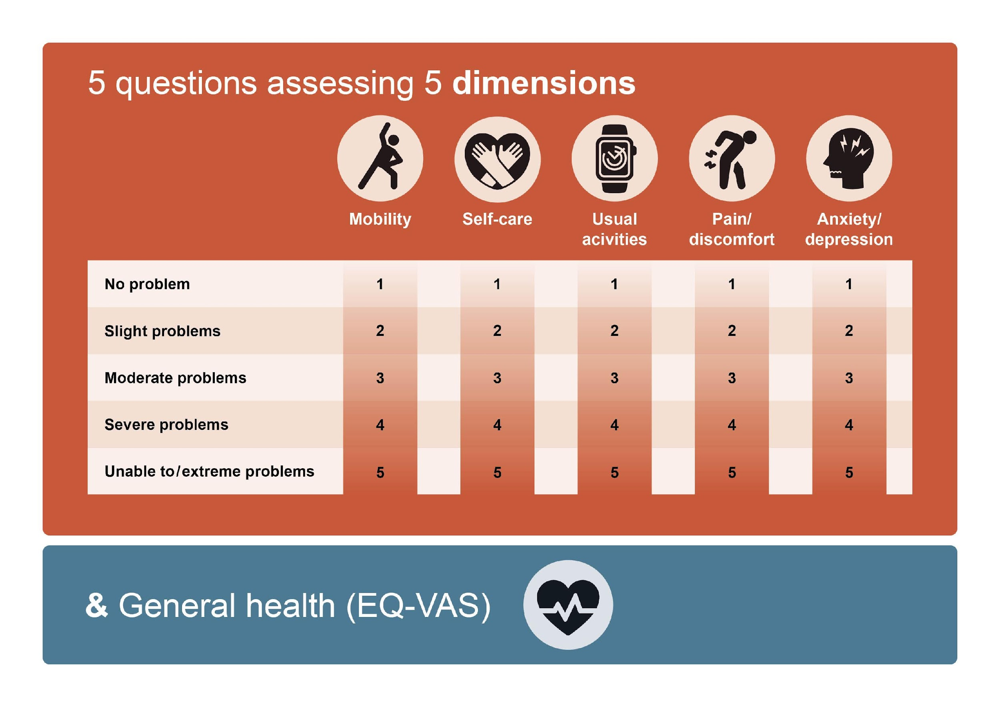 5 questions assessing 5 dimensions
Mobility
Self-care
Usual
acivities
Pain/
discomfort
Anxiety/
depression
No problem 1 1 1 1 1
Slight problems 2 2 2 2 2
Moderate problems 3 3 3 3 3
Severe problems 4 4 4 4 4
Unable to/extreme problems 5 5 5 5 5
& General health (EQ-VAS)